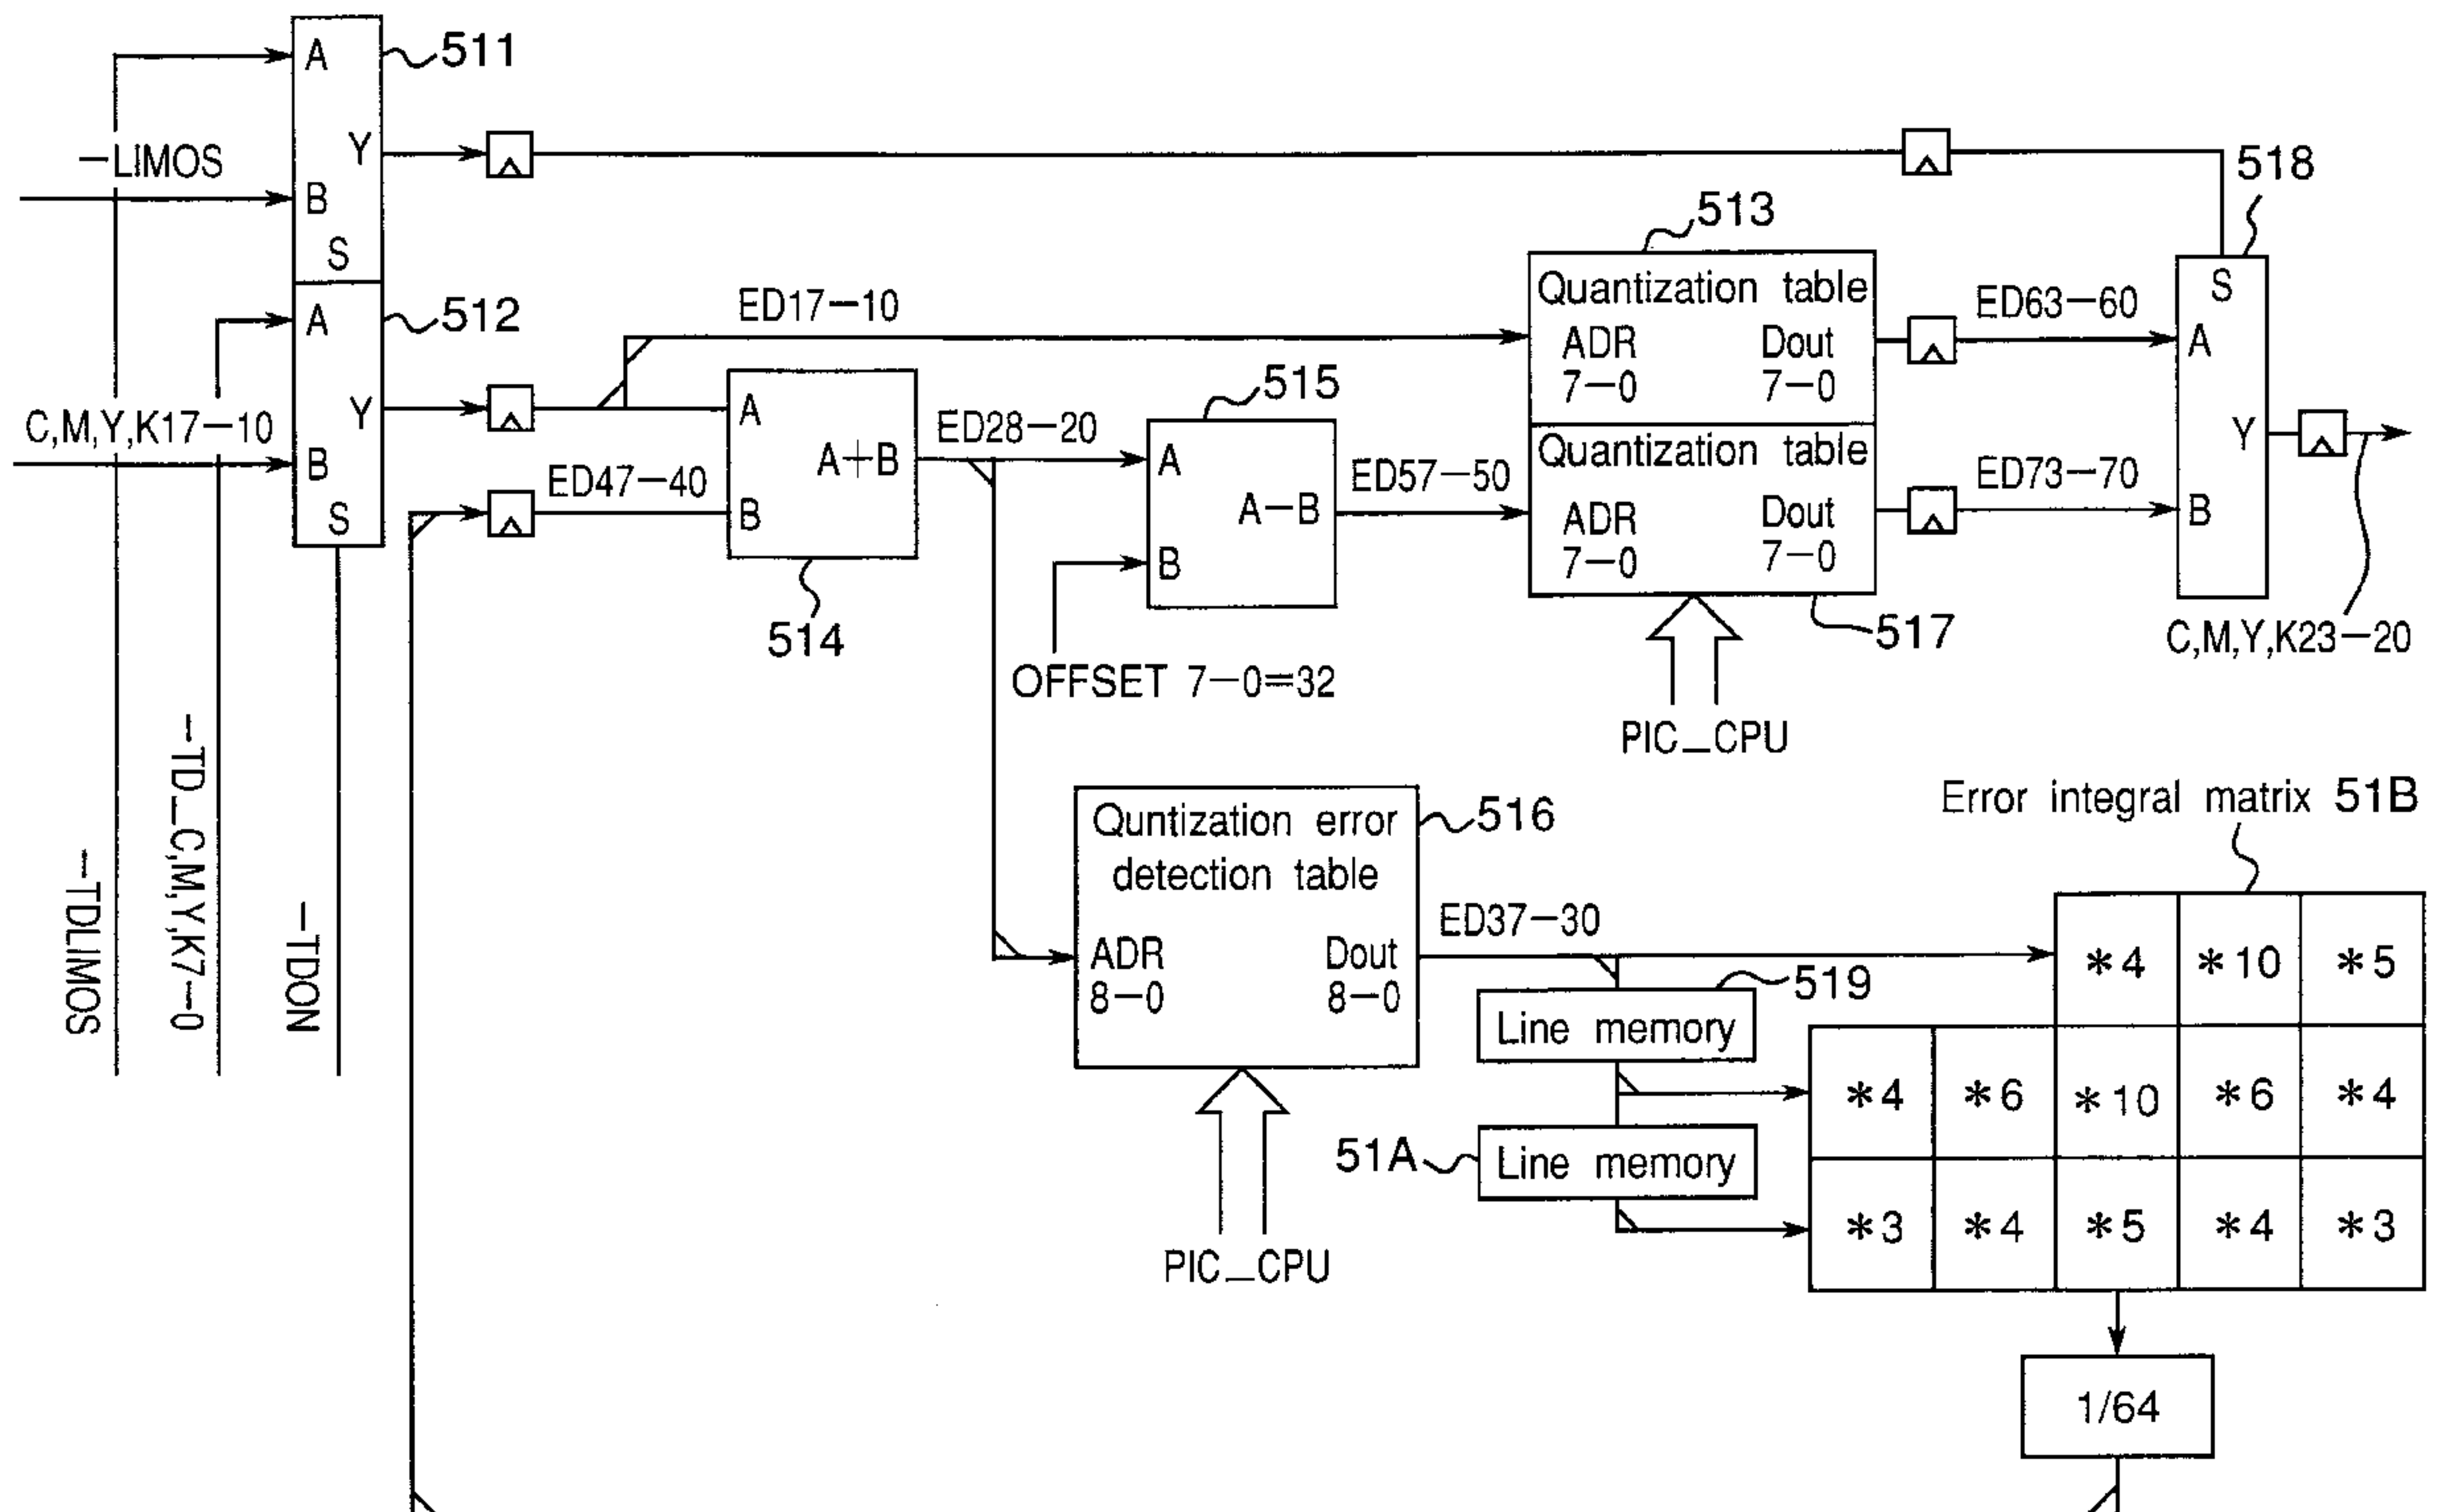 A
511
Y
−LIMOS
B
S
518
513
A
512
ED17−10
Quantization table
ADR
7−0
Dout
7−0
ED63−60
S
A
Y
C,M,Y,K17−10
B
S
ED47−40
A
A+B
B
514
ED28−20
515
A
A−B
B
ED57−50
Quantization table
ADR
7−0
Dout
7−0
517
ED73−70
Y
B
C,M,Y,K23−20
OFFSET 7−0=32
PIC_CPU
−TDLIMOS
−TD_C,M,Y,K7−0
−TDON
Quntization error
detection table
516
ADR
8−0
Dout
8−0
PIC_CPU
ED37−30
519
Line memory
51A
Line memory
Error integral matrix 51B
*4 *10 *5
*4 *6 *10 *6 *4
*3 *4 *5 *4 *3
1/64